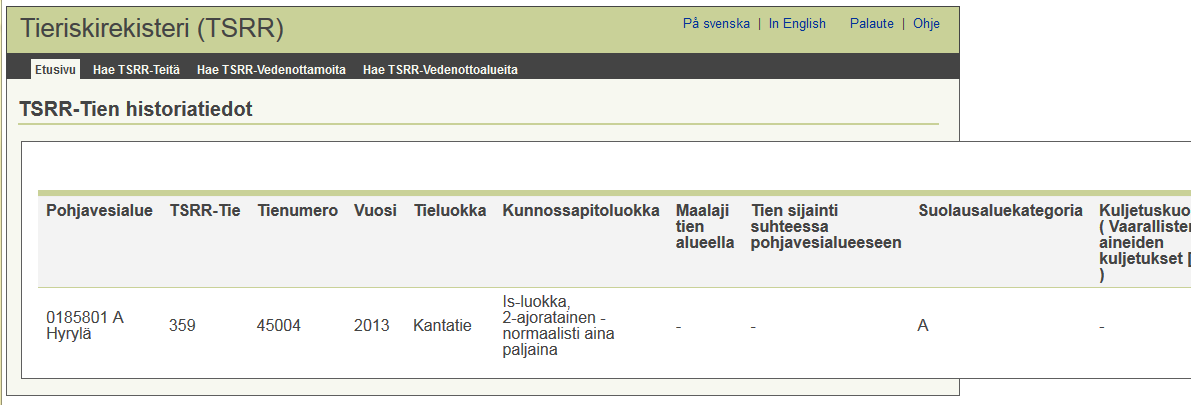 Tieriskirekisteri (TSRR)
På svenska | In English Palaute | Ohje
Etusivu Hae TSRR-Teitä Hae TSRR-Vedenottamoita Hae TSRR-Vedenottoalueita
TSRR-Tien historiatiedot
Pohjavesialue
TSRR-Tie
Tienumero
Vuosi
Tieluokka
Kunnossapitoluokka
Maalaji
tien
alueella
Tien sijainti
suhteessa
pohjavesialueeseen
Suolausaluekategoria
Kuljetuskuo
( Vaarallisten
aineiden
kuljetukset [
)
0185801 A
Hyrylä
359
45004
2013
Kantatie
Is-luokka,
2-ajoratainen -
normaalisti aina
paljaina
-
-
A
-